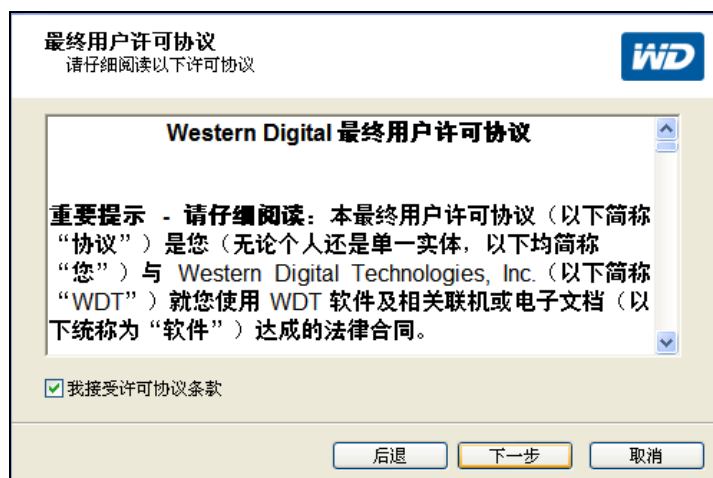 最终用户许可协议
请仔细阅读以下许可协议
WD
Western Digital 最终用户许可协议
重要提示 - 请仔细阅读：本最终用户许可协议（以下简称
“协议”）是您（无论个人还是单一实体，以下均简称
“您”）与 Western Digital Technologies, Inc.（以下简称
“WDT”）就您使用 WDT 软件及相关联机或电子文档（以
下统称为“软件”）达成的法律合同。
我接受许可协议条款
后退 下一步 取消